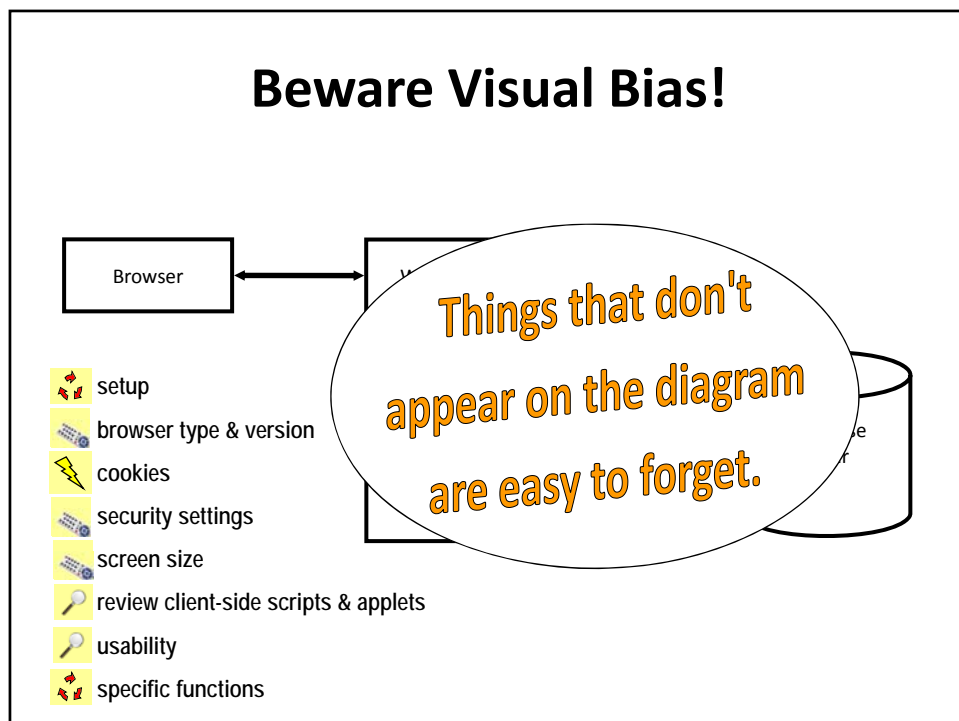 Beware Visual Bias!
Browser
Things that don't
appear on the diagram
are easy to forget.
setup
browser type & version
cookies
security settings
screen size
review client-side scripts & applets
usability
specific functions